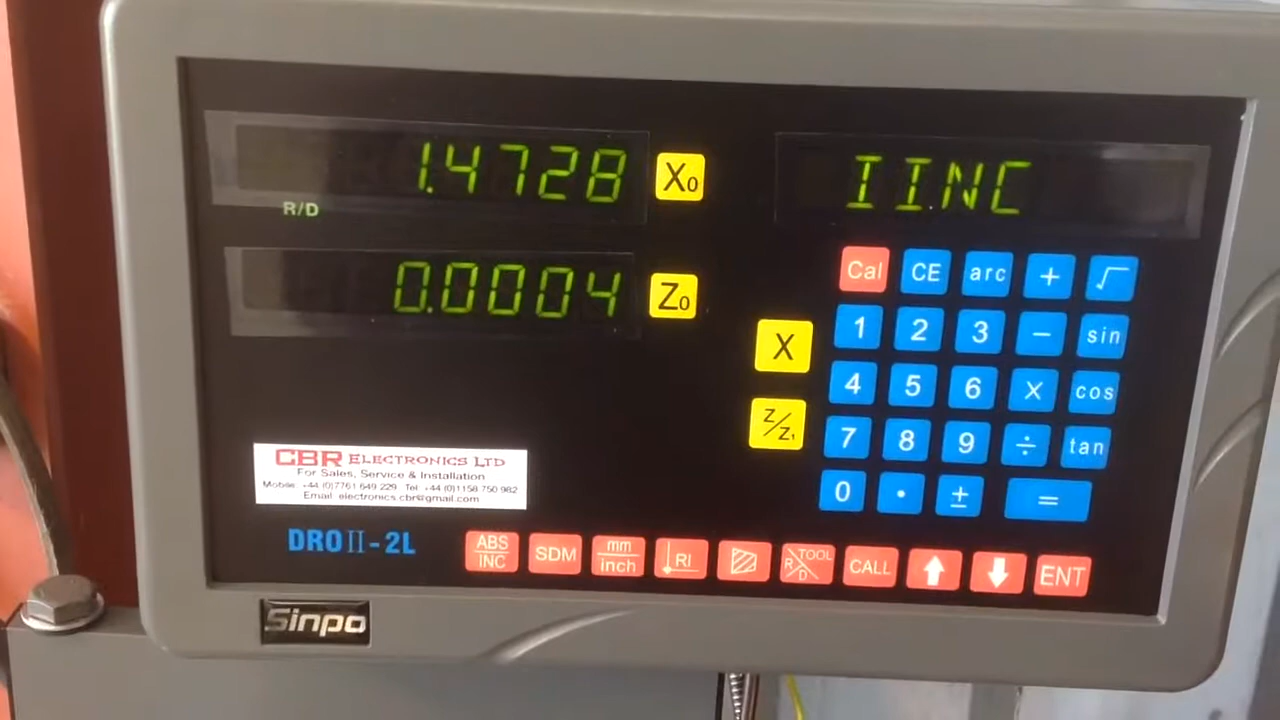 1.4728 X0 IINC
R/D
0.0004 Z0
Cal CE arc + √
X 1 2 3 − sin
4 5 6 X cos
Z/Z1 7 8 9 ÷ tan
0 . ± =
CBR ELECTRONICS LTD
For Sales, Service & Installation
Mobile: +44 (0)7761 649 229 Tel: +44 (0)1158 750 982
Email: electronics.cbr@gmail.com
DRO II-2L
ABS/INC SDM mm/inch RI R/D TOOL CALL ENT
Sinpo